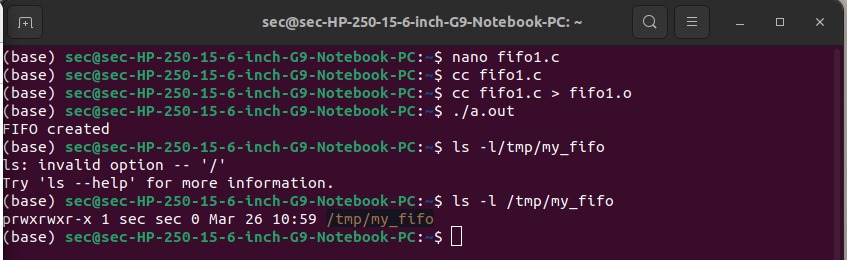 sec@sec-HP-250-15-6-inch-G9-Notebook-PC: ~
(base) sec@sec-HP-250-15-6-inch-G9-Notebook-PC:~$ nano fifo1.c
(base) sec@sec-HP-250-15-6-inch-G9-Notebook-PC:~$ cc fifo1.c
(base) sec@sec-HP-250-15-6-inch-G9-Notebook-PC:~$ cc fifo1.c > fifo1.o
(base) sec@sec-HP-250-15-6-inch-G9-Notebook-PC:~$ ./a.out
FIFO created
(base) sec@sec-HP-250-15-6-inch-G9-Notebook-PC:~$ ls -l/tmp/my_fifo
ls: invalid option -- '/'
Try 'ls --help' for more information.
(base) sec@sec-HP-250-15-6-inch-G9-Notebook-PC:~$ ls -l /tmp/my_fifo
prwxrwxr-x 1 sec sec 0 Mar 26 10:59 /tmp/my_fifo
(base) sec@sec-HP-250-15-6-inch-G9-Notebook-PC:~$